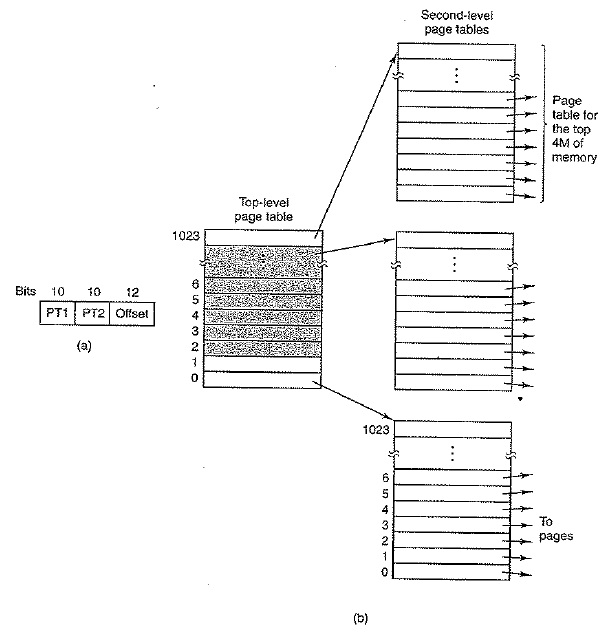 Second-level
page tables
Page
table for
the top
4M of
memory
Top-level
page table
1023
6
5
4
3
2
1
0
Bits 10 10 12
PT1 PT2 Offset
(a)
1023
6
5
4
3
2
1
0
To
pages
(b)